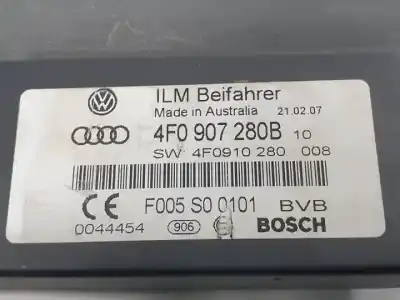 ILM Beifahrer
Made in Australia 21.02.07
4F0 907 280B 10
SW 4F0910 280 008
CE F005 S0 0101 BVB
0044454 906 BOSCH